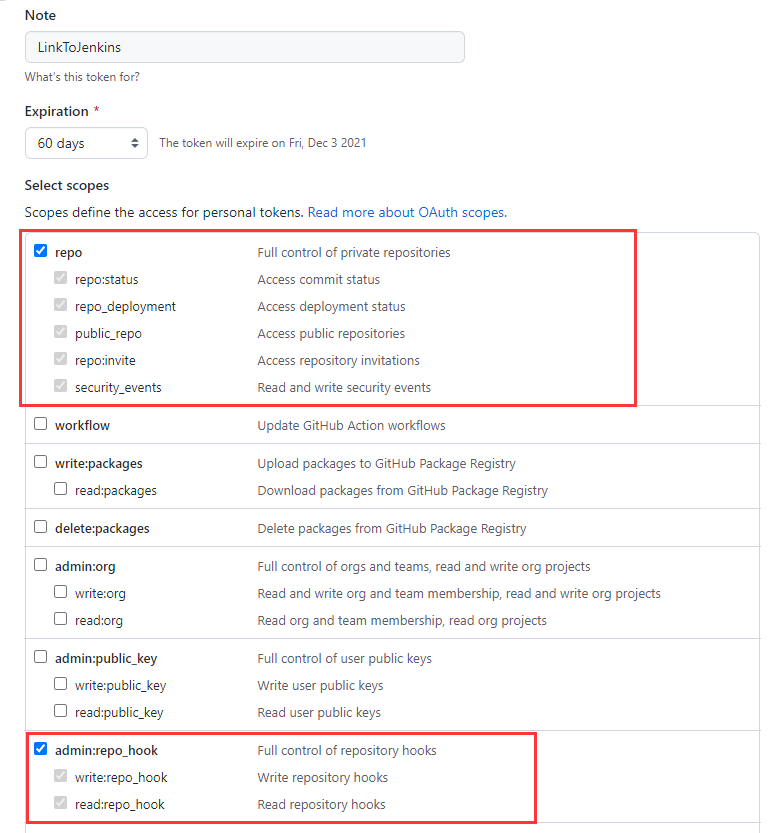 Note
LinkToJenkins
What's this token for?
Expiration *
60 days The token will expire on Fri, Dec 3 2021
Select scopes
Scopes define the access for personal tokens. Read more about OAuth scopes.
repo Full control of private repositories
repo:status Access commit status
repo_deployment Access deployment status
public_repo Access public repositories
repo:invite Access repository invitations
security_events Read and write security events
workflow Update GitHub Action workflows
write:packages Upload packages to GitHub Package Registry
read:packages Download packages from GitHub Package Registry
delete:packages Delete packages from GitHub Package Registry
admin:org Full control of orgs and teams, read and write org projects
write:org Read and write org and team membership, read and write org projects
read:org Read org and team membership, read org projects
admin:public_key Full control of user public keys
write:public_key Write user public keys
read:public_key Read user public keys
admin:repo_hook Full control of repository hooks
write:repo_hook Write repository hooks
read:repo_hook Read repository hooks